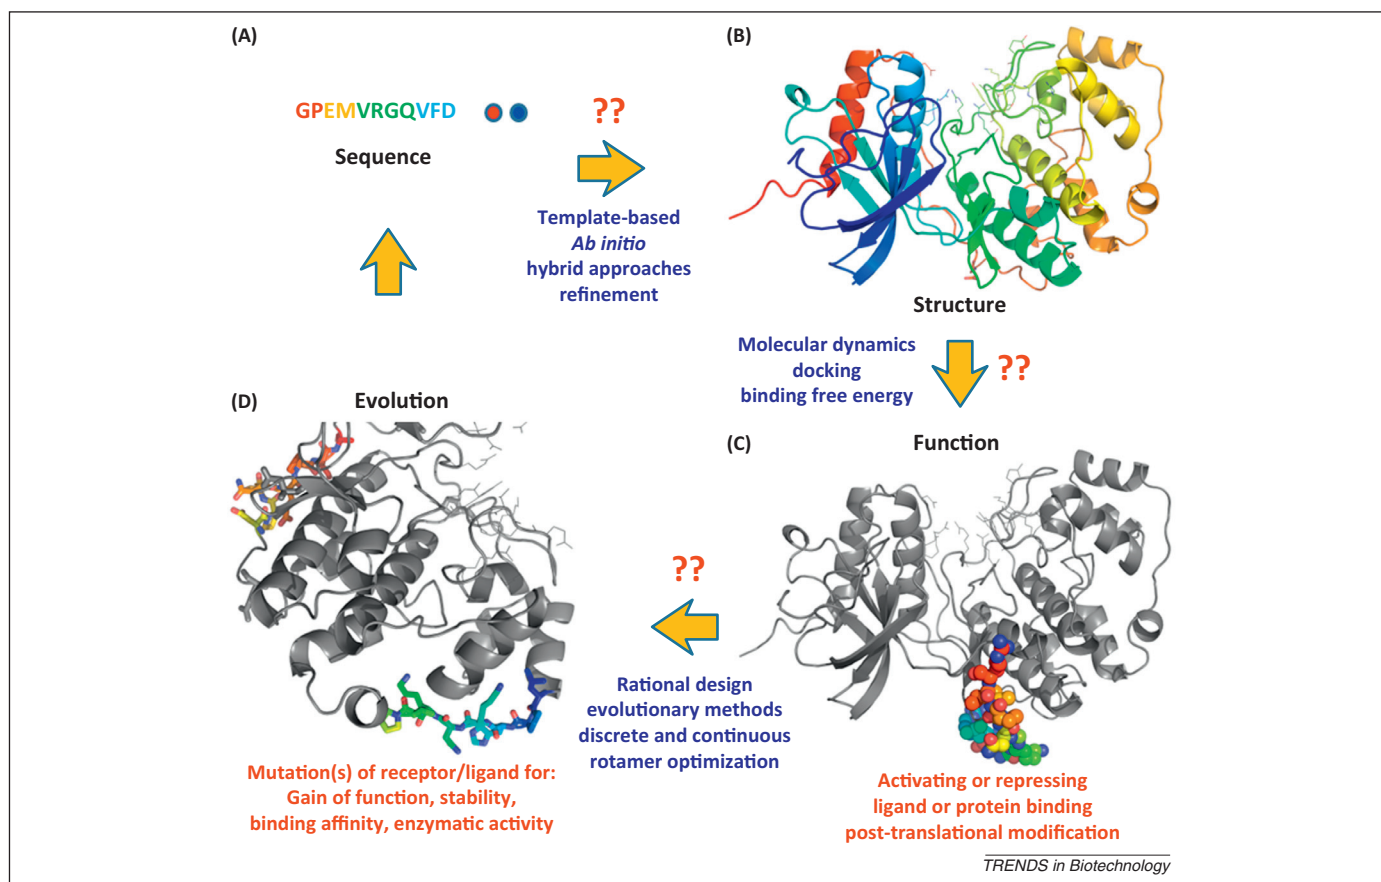 (A)
GPEMVRGQVFD
??
Sequence
Template-based
Ab initio
hybrid approaches
refinement
(B)
Structure
Molecular dynamics
docking
binding free energy
??
(C)
Function
Activating or repressing
ligand or protein binding
post-translational modification
??
Rational design
evolutionary methods
discrete and continuous
rotamer optimization
(D)
Evolution
Mutation(s) of receptor/ligand for:
Gain of function, stability,
binding affinity, enzymatic activity
TRENDS in Biotechnology